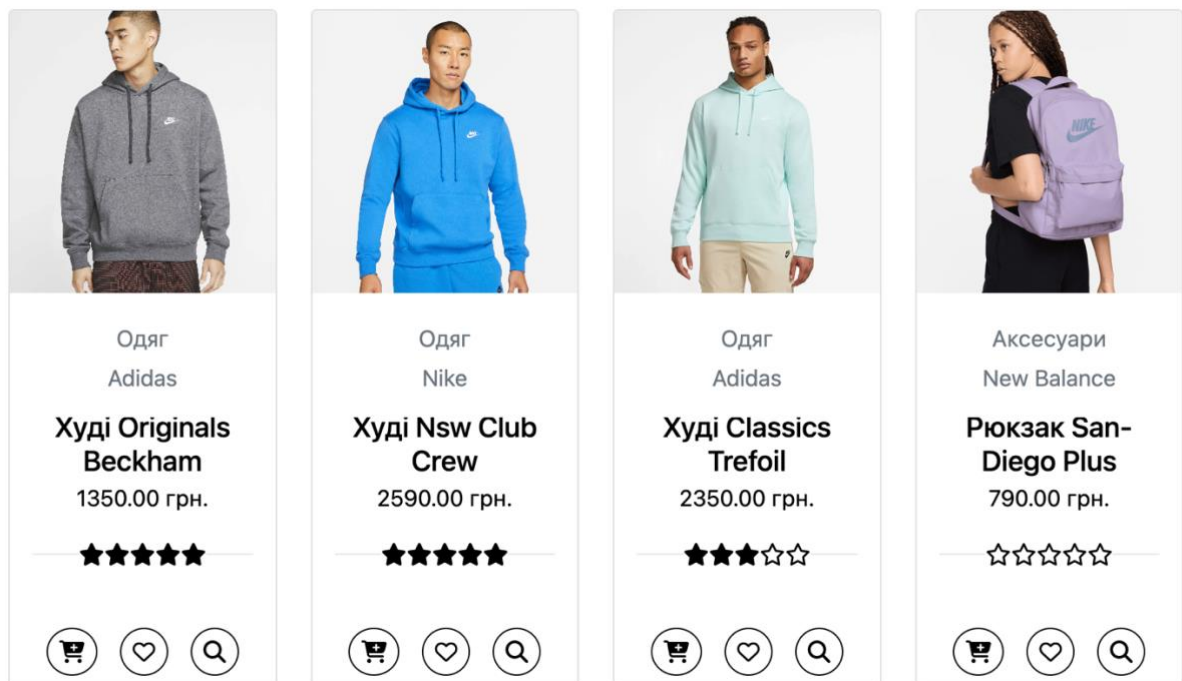 NIKE
Одяг
Adidas
Худі Originals
Beckham
1350.00 грн.
Одяг
Nike
Худі Nsw Club
Crew
2590.00 грн.
Одяг
Adidas
Худі Classics
Trefoil
2350.00 грн.
Аксесуари
New Balance
Рюкзак San-
Diego Plus
790.00 грн.